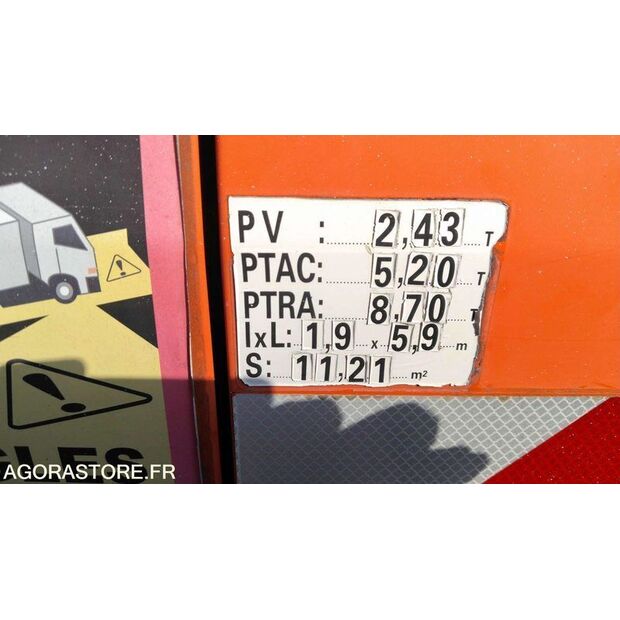 PV : 2,43 T
PTAC: 5,20 T
PTRA: 8,70 T
IxL: 1,9 x 5,9 m
S: 11,21 m²
GLES
AGORASTORE.FR